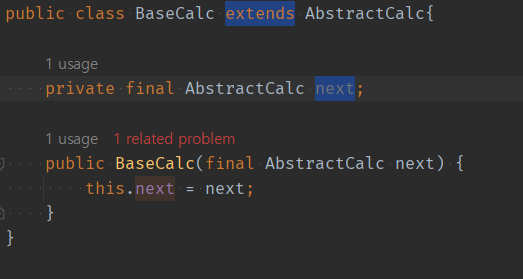 public class BaseCalc extends AbstractCalc{
1 usage
private final AbstractCalc next;
1 usage 1 related problem
public BaseCalc(final AbstractCalc next) {
this.next = next;
}
}